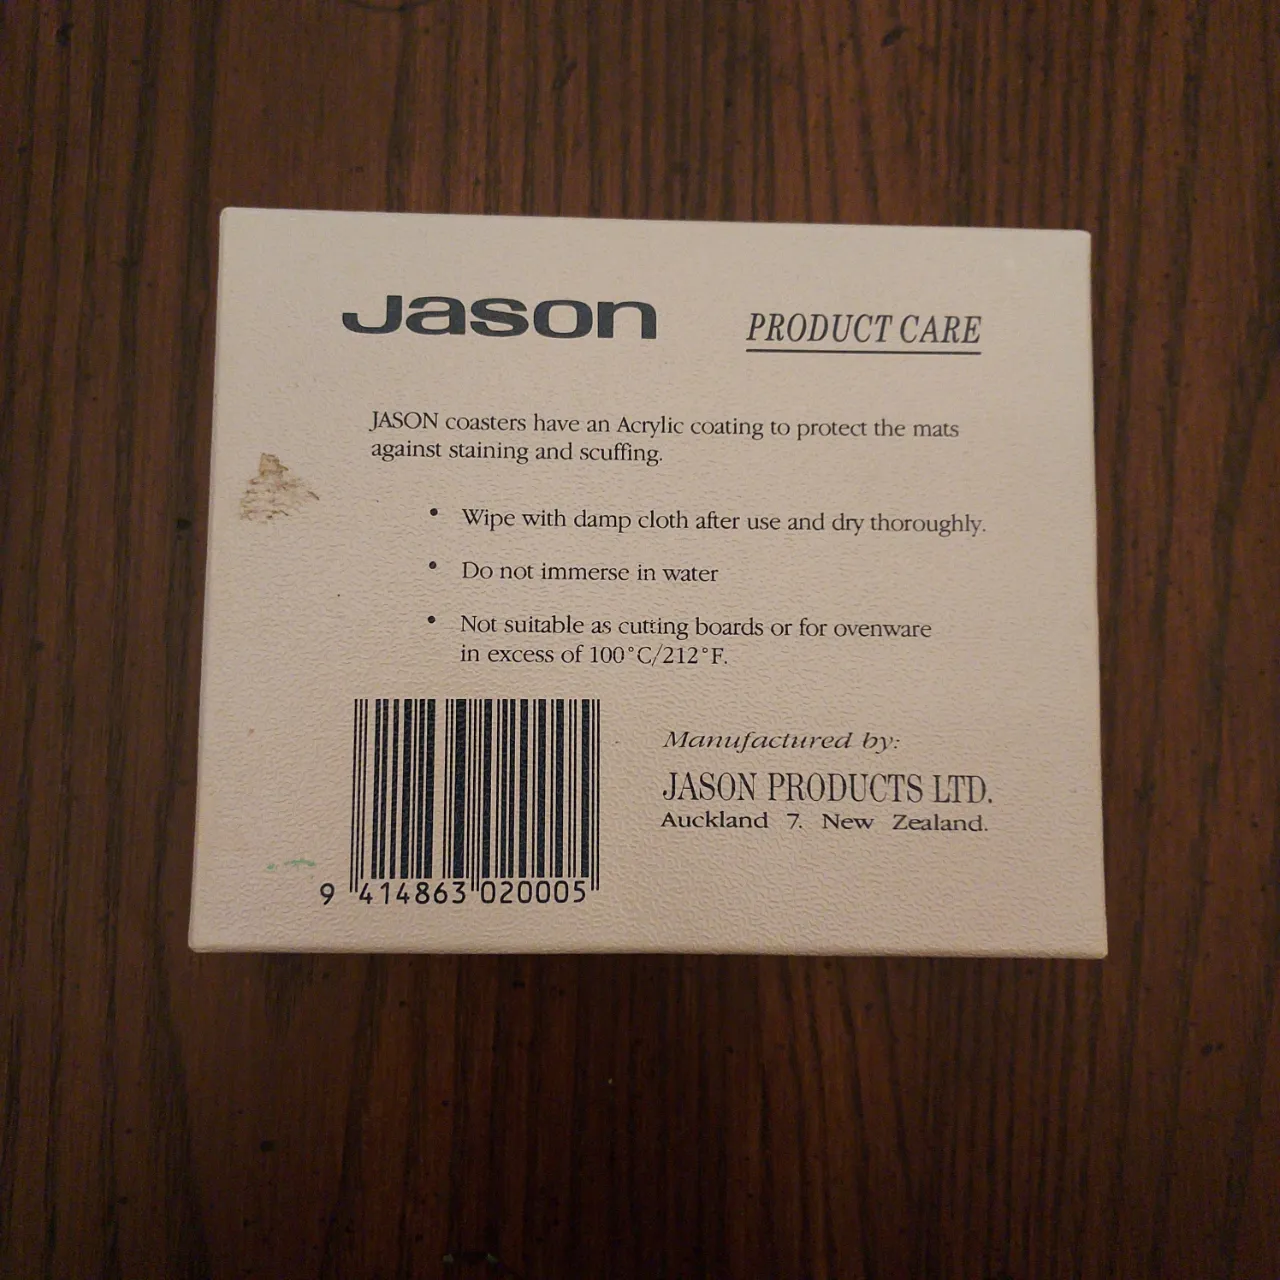 Jason
PRODUCT CARE
JASON coasters have an Acrylic coating to protect the mats
against staining and scuffing.
• Wipe with damp cloth after use and dry thoroughly.
• Do not immerse in water
• Not suitable as cutting boards or for ovenware
in excess of 100°C/212°F.
Manufactured by:
JASON PRODUCTS LTD.
Auckland 7. New Zealand.
9 414863 020005